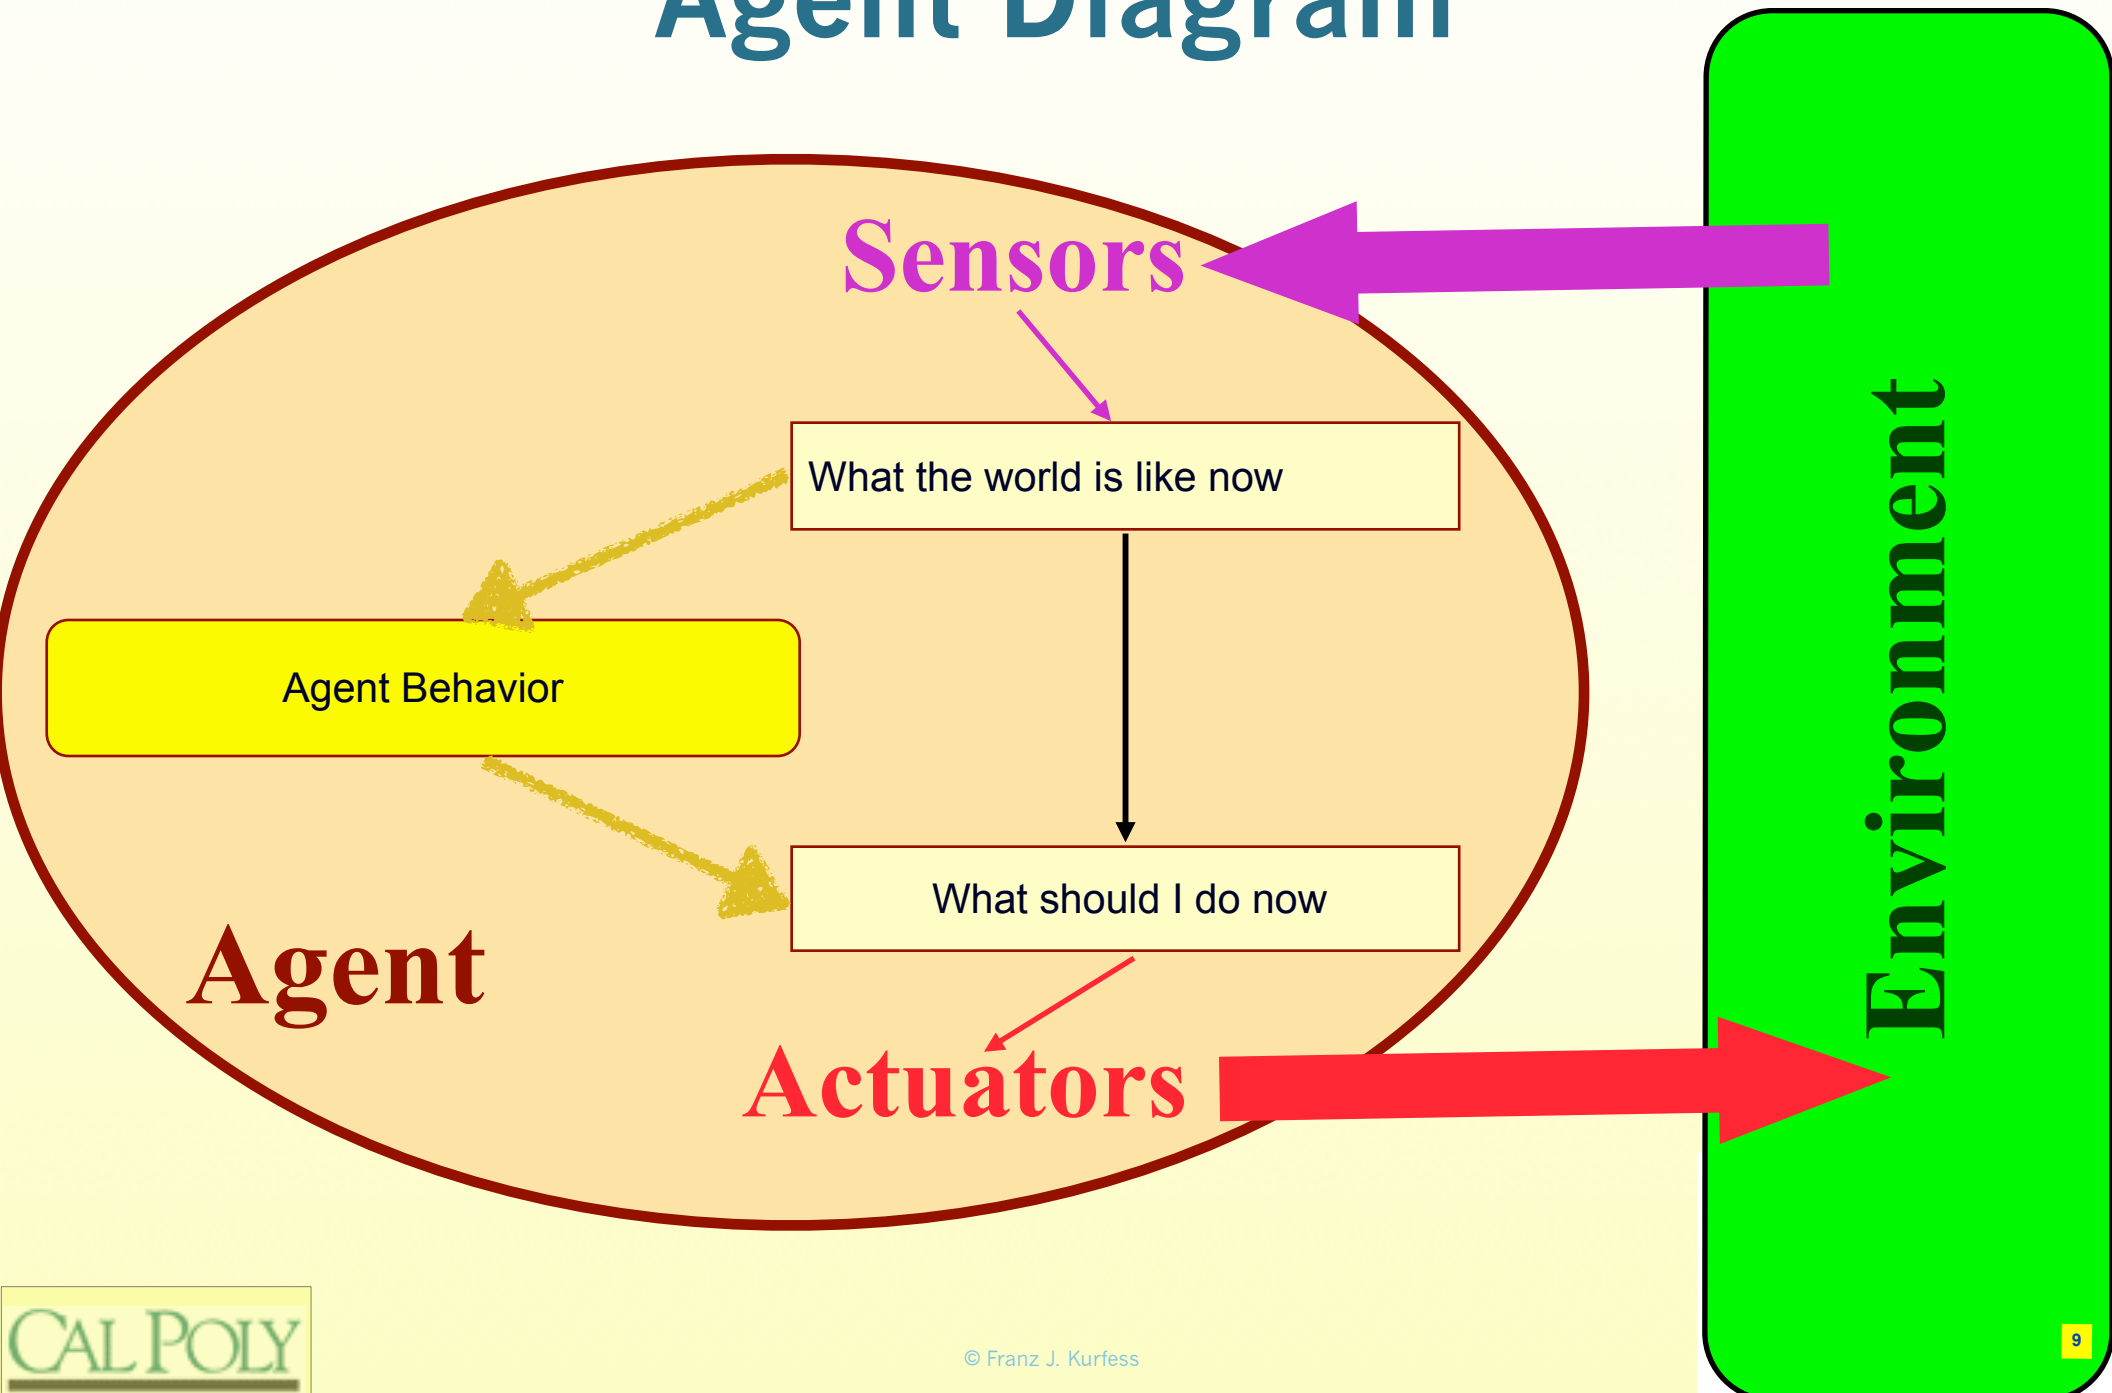 Agent Diagram
Sensors
What the world is like now
Agent Behavior
What should I do now
Agent
Actuators
Environment
CAL POLY
© Franz J. Kurfess
9